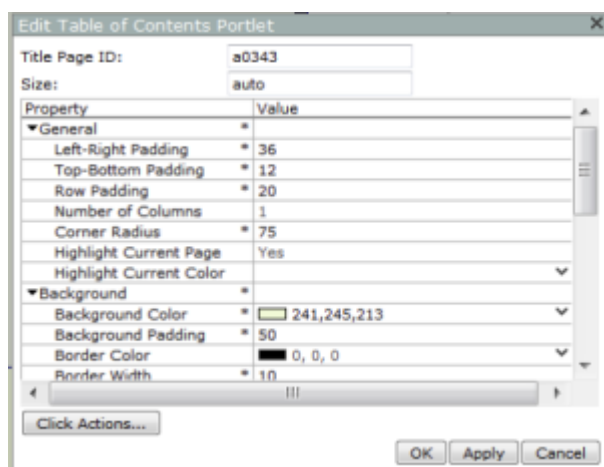 Edit Table of Contents Portlet
Title Page ID: a0343
Size: auto
Property Value
General *
Left-Right Padding * 36
Top-Bottom Padding * 12
Row Padding * 20
Number of Columns 1
Corner Radius * 75
Highlight Current Page Yes
Highlight Current Color
Background *
Background Color * 241,245,213
Background Padding * 50
Border Color 0, 0, 0
Border Width * 10
Click Actions...
OK Apply Cancel